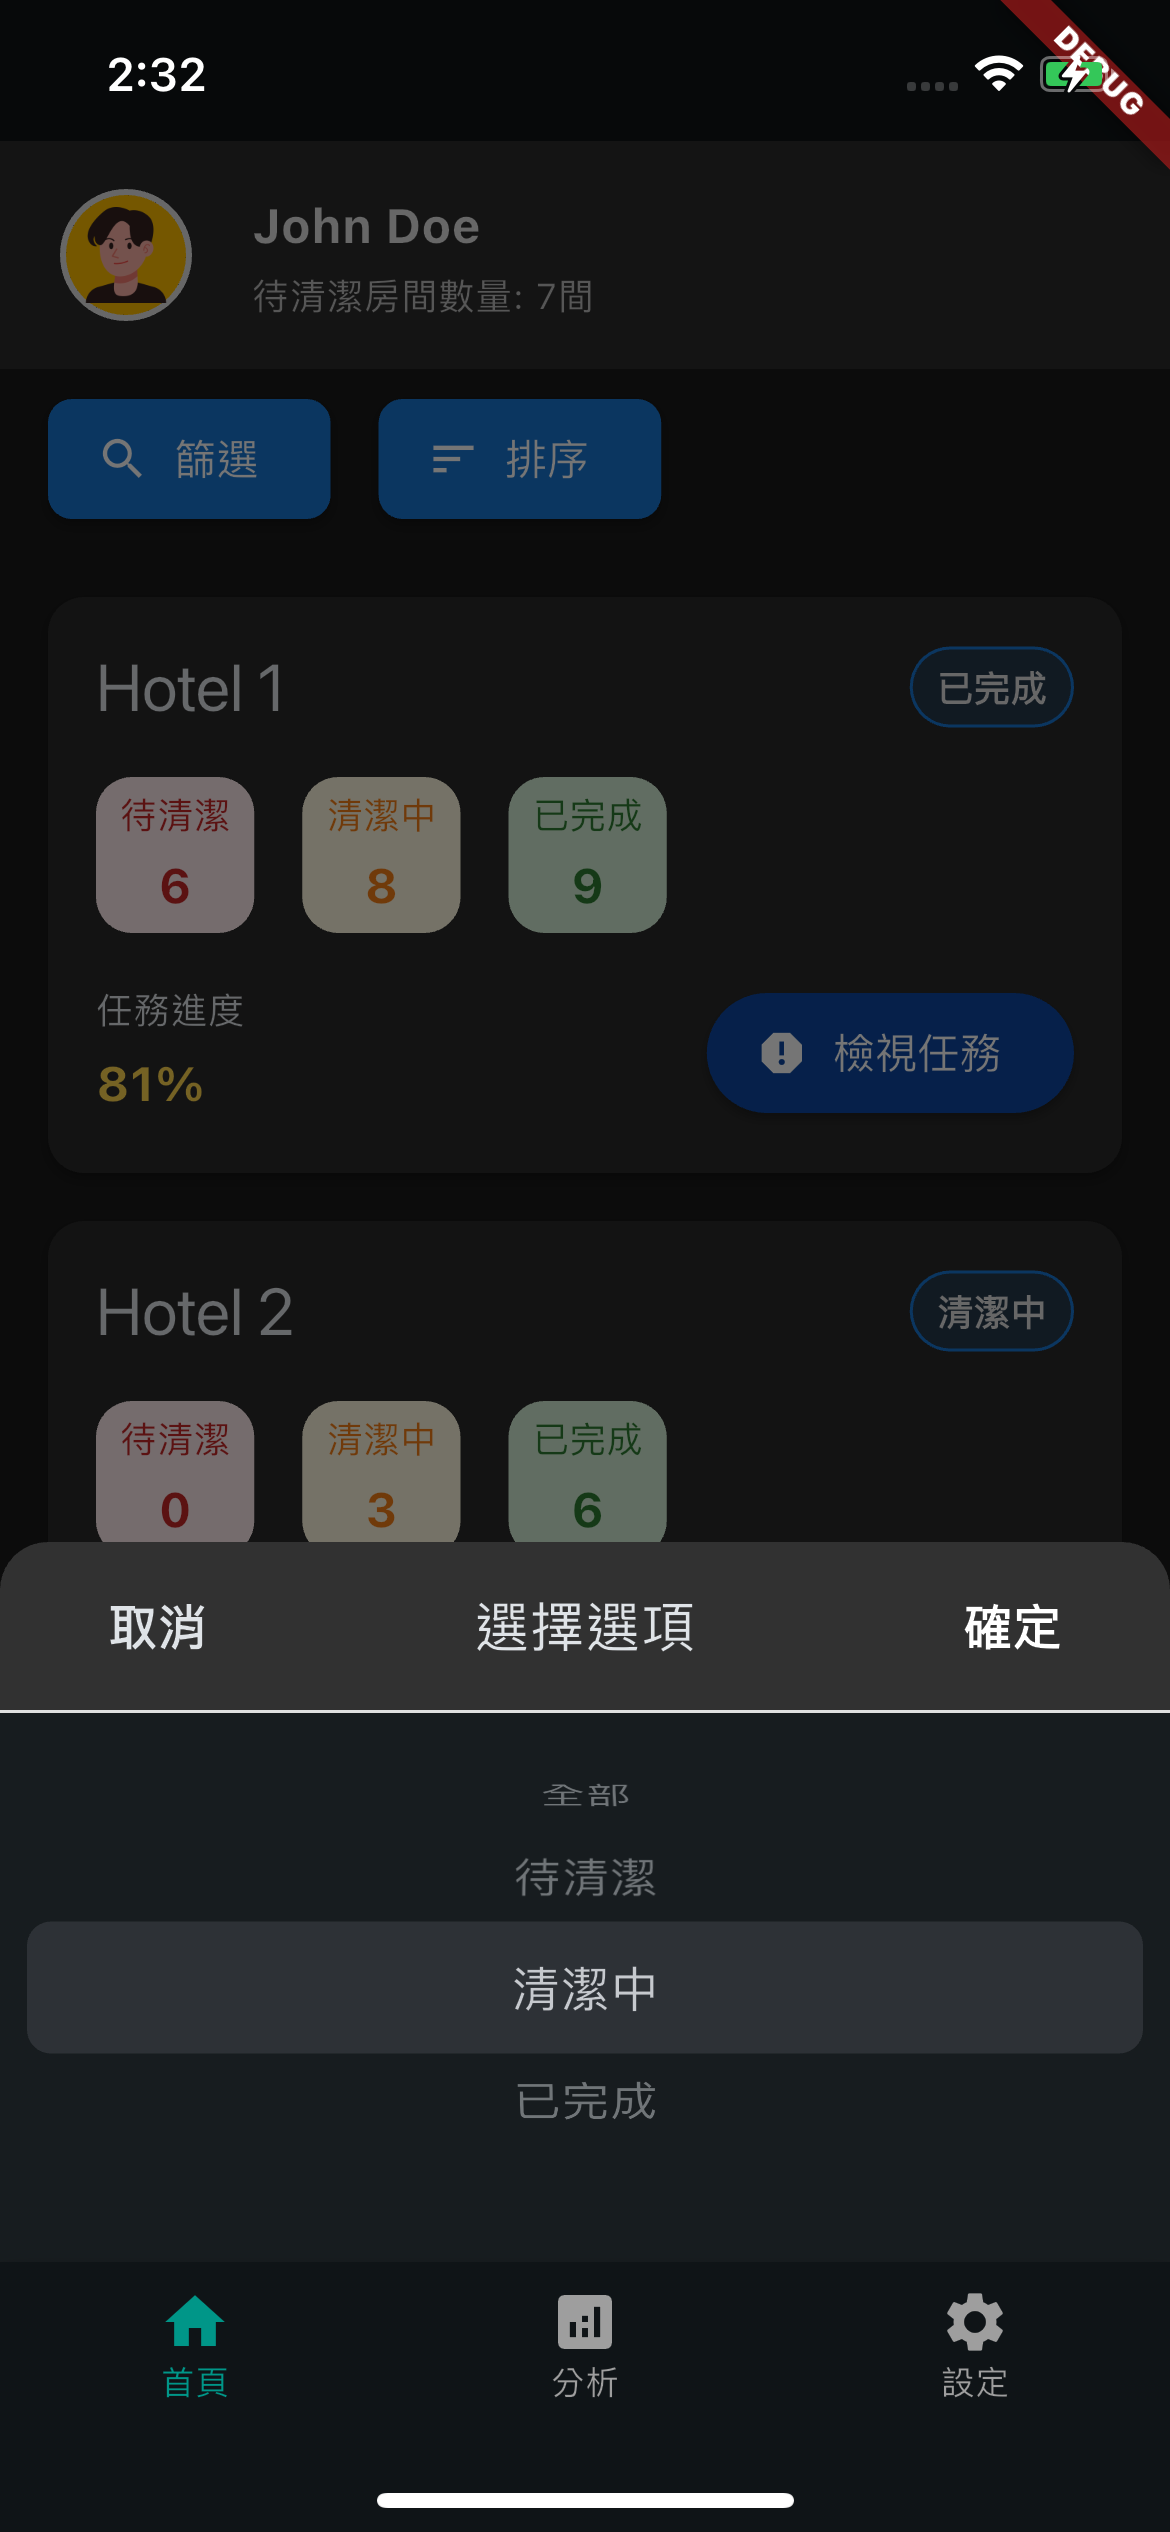 2:32
DEBUG
John Doe
待清潔房間數量: 7間
篩選
排序
Hotel 1
已完成
待清潔
清潔中
已完成
6
8
9
任務進度
81%
檢視任務
Hotel 2
清潔中
待清潔
清潔中
已完成
0
3
6
取消
選擇選項
確定
全部
待清潔
清潔中
已完成
首頁
分析
設定